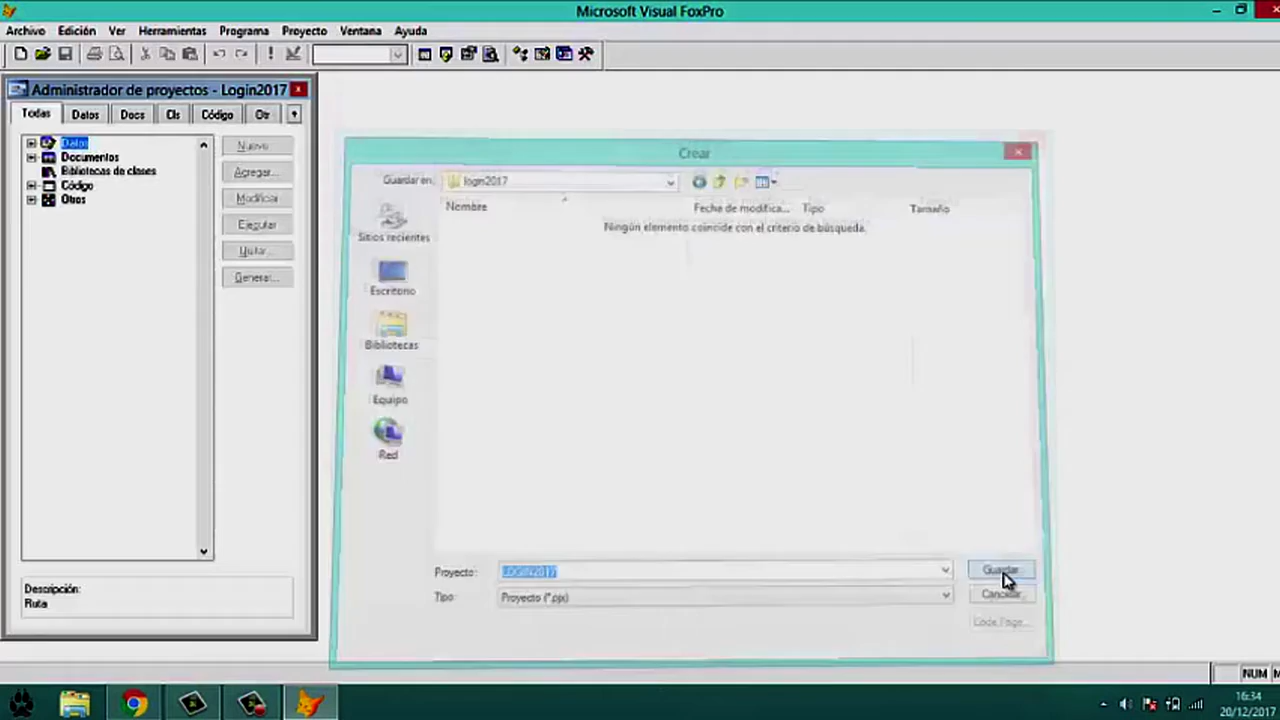 Microsoft Visual FoxPro
Archivo Edición Ver Herramientas Programa Proyecto Ventana Ayuda
Administrador de proyectos - Login2017
Todas Datos Docs Cls Código Otr
Datos
Documentos
Bibliotecas de clases
Código
Otros
Nuevo
Agregar...
Modificar
Ejecutar
Quitar...
Generar...
Descripción:
Ruta
Crear
Guardar en: login2017
Nombre Fecha de modifica... Tipo Tamaño
Ningún elemento coincide con el criterio de búsqueda.
Sitios recientes
Escritorio
Bibliotecas
Equipo
Red
Proyecto: LOGIN2017 Guardar
Tipo: Proyecto (*.pjx) Cancelar
Code Page...
NUM
16:34
20/12/2017